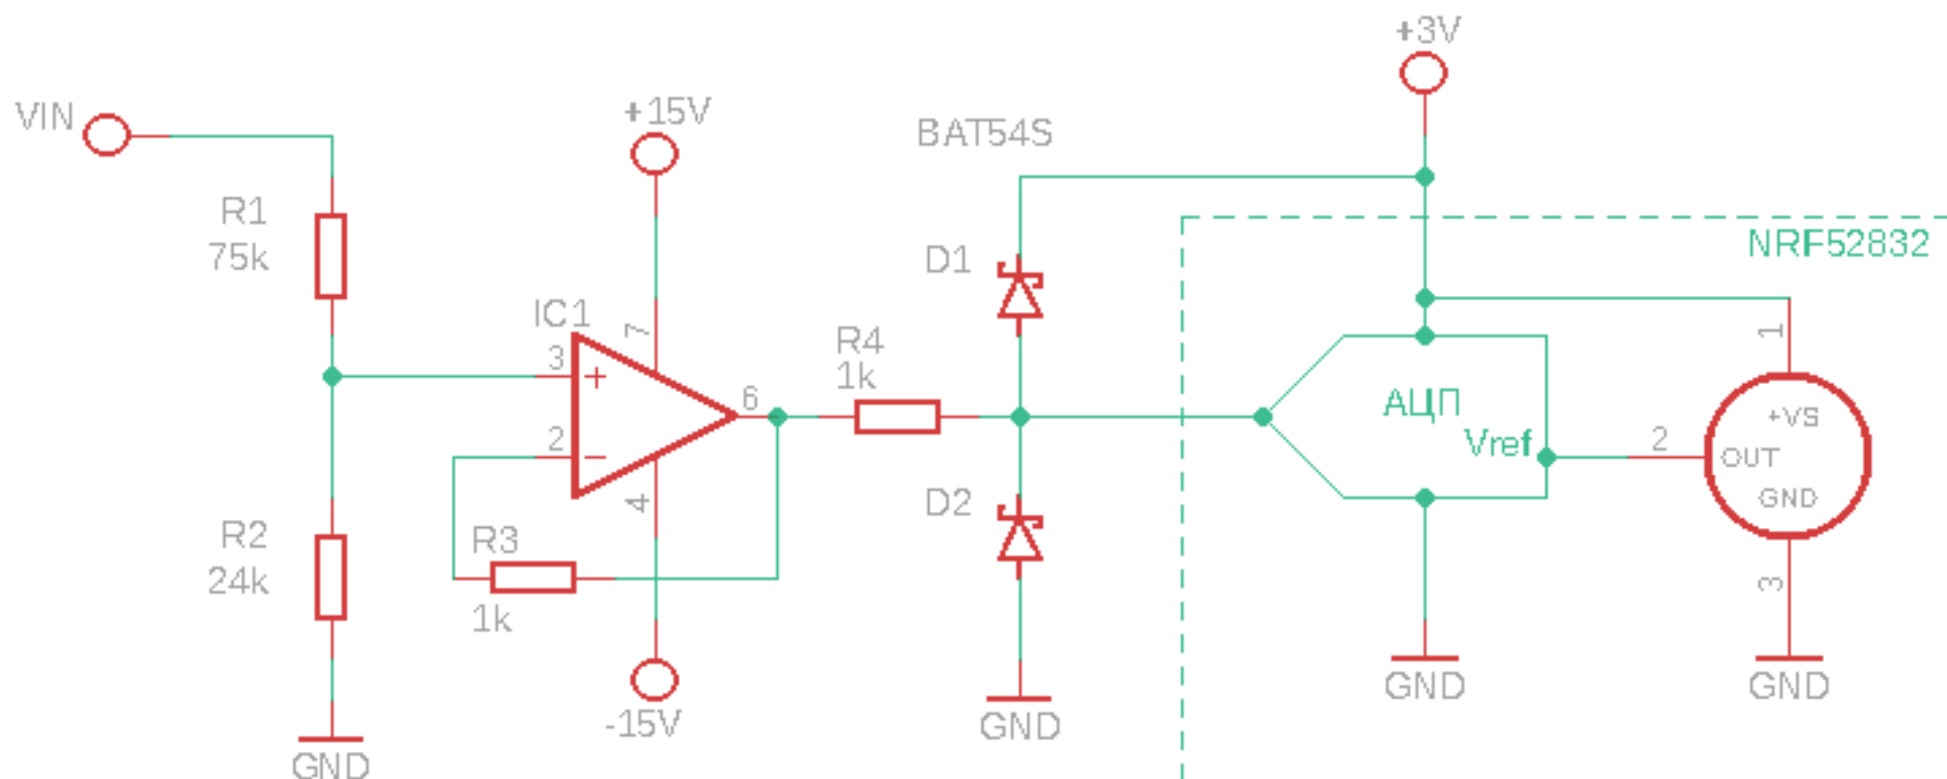 +3V
VIN
+15V
BAT54S
R1
75k
NRF52832
D1
IC1
7
3
+
R4
1k
1
6
АЦП
+VS
2
−
Vref
2
OUT
GND
4
D2
R2
24k
R3
1k
3
-15V
GND
GND
GND
GND